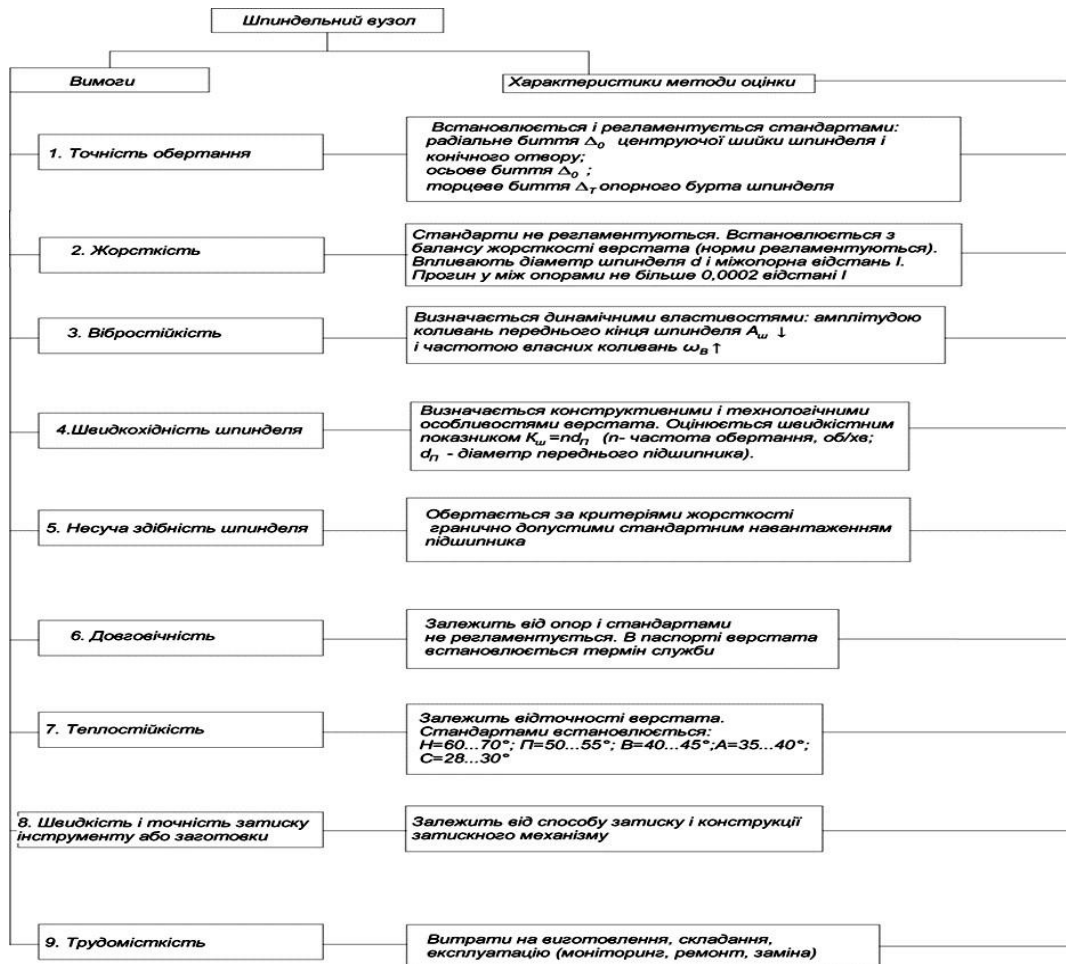 Шпиндельний вузол
Вимоги
Характеристики методи оцінки
1. Точність обертання
Встановлюється і регламентується стандартами:
радіальне биття Δ₀ центруючої шийки шпинделя і
конічного отвору;
осьове биття Δ₀ ;
торцеве биття Δт опорного бурта шпинделя
2. Жорсткість
Стандарти не регламентуються. Встановлюється з
балансу жорсткості верстата (норми регламентуються).
Впливають діаметр шпинделя d і міжопорна відстань l.
Прогин у між опорами не більше 0,0002 відстані l
3. Вібростійкість
Визначається динамічними властивостями: амплітудою
коливань переднього кінця шпинделя Aш ↓
і частотою власних коливань ωВ ↑
4.Швидкохідність шпинделя
Визначається конструктивними і технологічними
особливостями верстата. Оцінюється швидкістним
показником Kш=ndП (n- частота обертання, об/хв;
dП - діаметр переднього підшипника).
5. Несуча здібність шпинделя
Обертається за критеріями жорсткості
гранично допустими стандартним навантаженням
підшипника
6. Довговічність
Залежить від опор і стандартами
не регламентується. В паспорті верстата
встановлюється термін служби
7. Теплостійкість
Залежить відточності верстата.
Стандартами встановлюється:
Н=60...70°; П=50...55°; В=40...45°;А=35...40°;
С=28...30°
8. Швидкість і точність затиску
інструменту або заготовки
Залежить від способу затиску і конструкції
затискного механізму
9. Трудомісткість
Витрати на виготовлення, складання,
експлуатацію (моніторинг, ремонт, заміна)